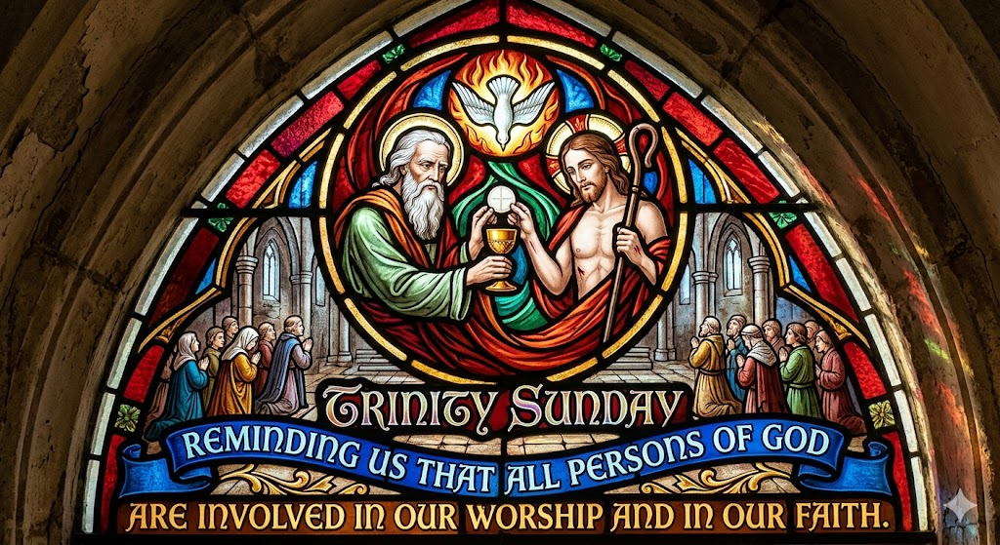 TRINITY SUNDAY
REMINDING US THAT ALL PERSONS OF GOD
ARE INVOLVED IN OUR WORSHIP AND IN OUR FAITH.